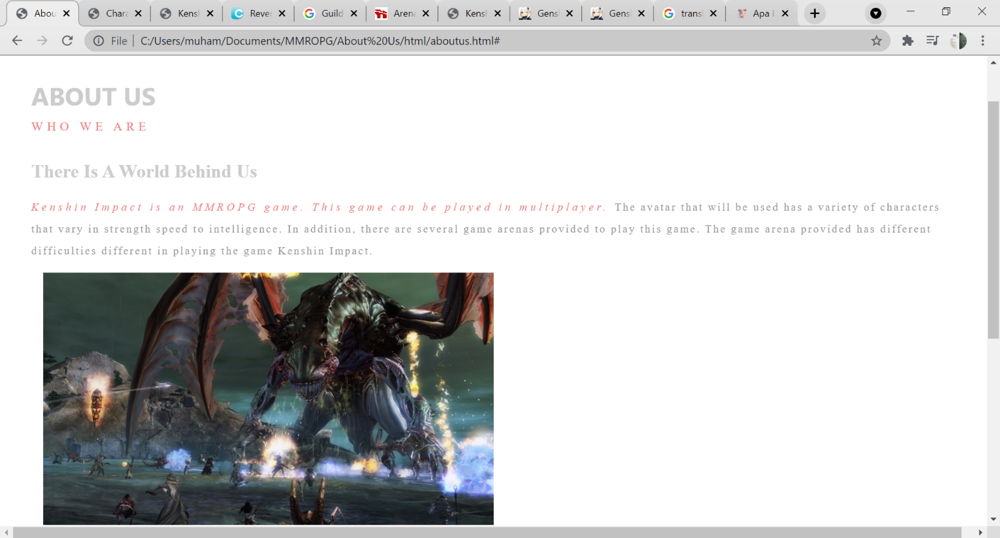 Abou
Chara
Kensl
Rever
Guild
Arena
Kensl
Gensl
Gensl
transl
Apa I
File
C:/Users/muham/Documents/MMROPG/About%20Us/html/aboutus.html#
ABOUT US
WHO WE ARE
There Is A World Behind Us
Kenshin Impact is an MMROPG game. This game can be played in multiplayer. The avatar that will be used has a variety of characters
that vary in strength speed to intelligence. In addition, there are several game arenas provided to play this game. The game arena provided has different
difficulties different in playing the game Kenshin Impact.